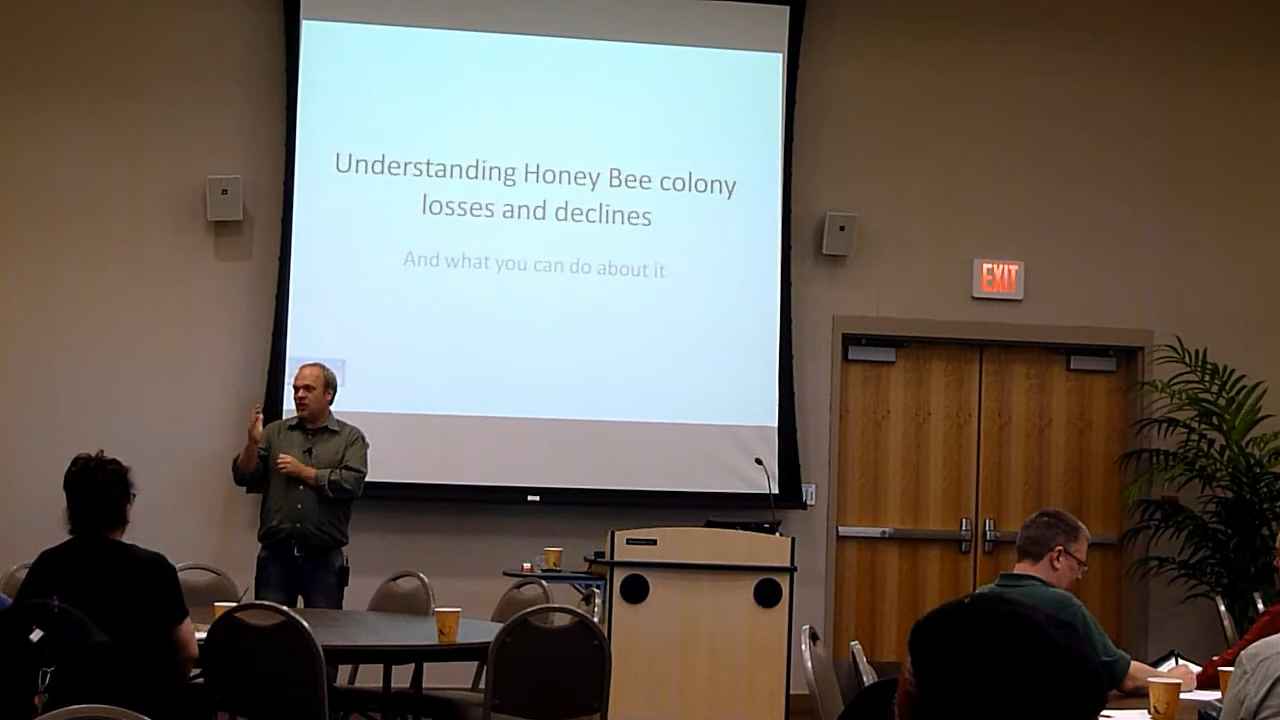 Understanding Honey Bee colony
losses and declines
And what you can do about it
EXIT